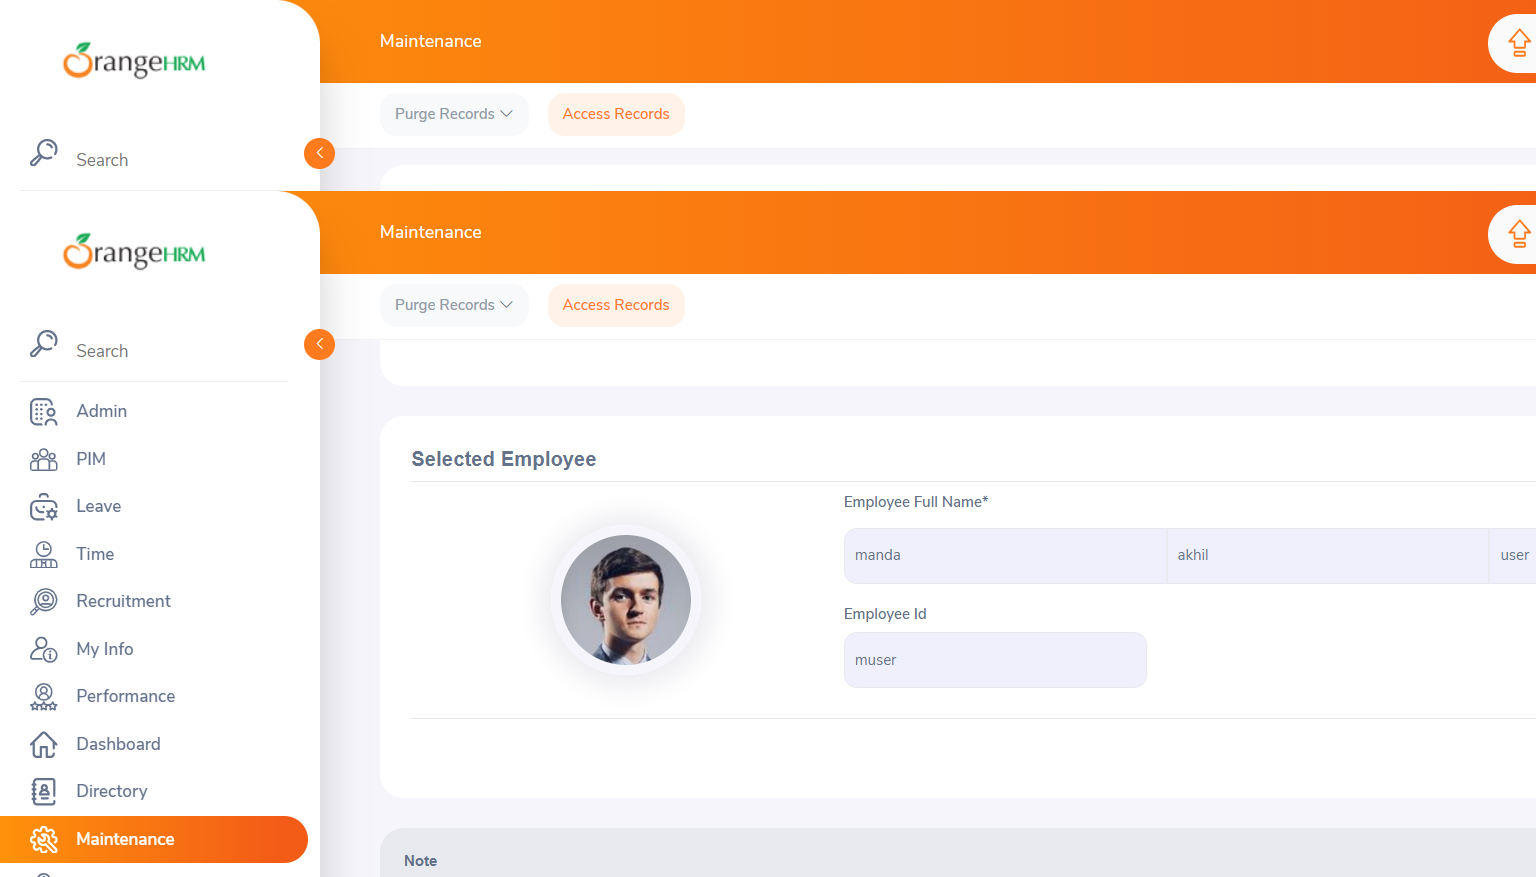 OrangeHRM
Maintenance
Purge Records
Access Records
Search
OrangeHRM
Maintenance
Purge Records
Access Records
Search
Admin
PIM
Leave
Time
Recruitment
My Info
Performance
Dashboard
Directory
Maintenance
Selected Employee
Employee Full Name*
manda
akhil
user
Employee Id
muser
Note